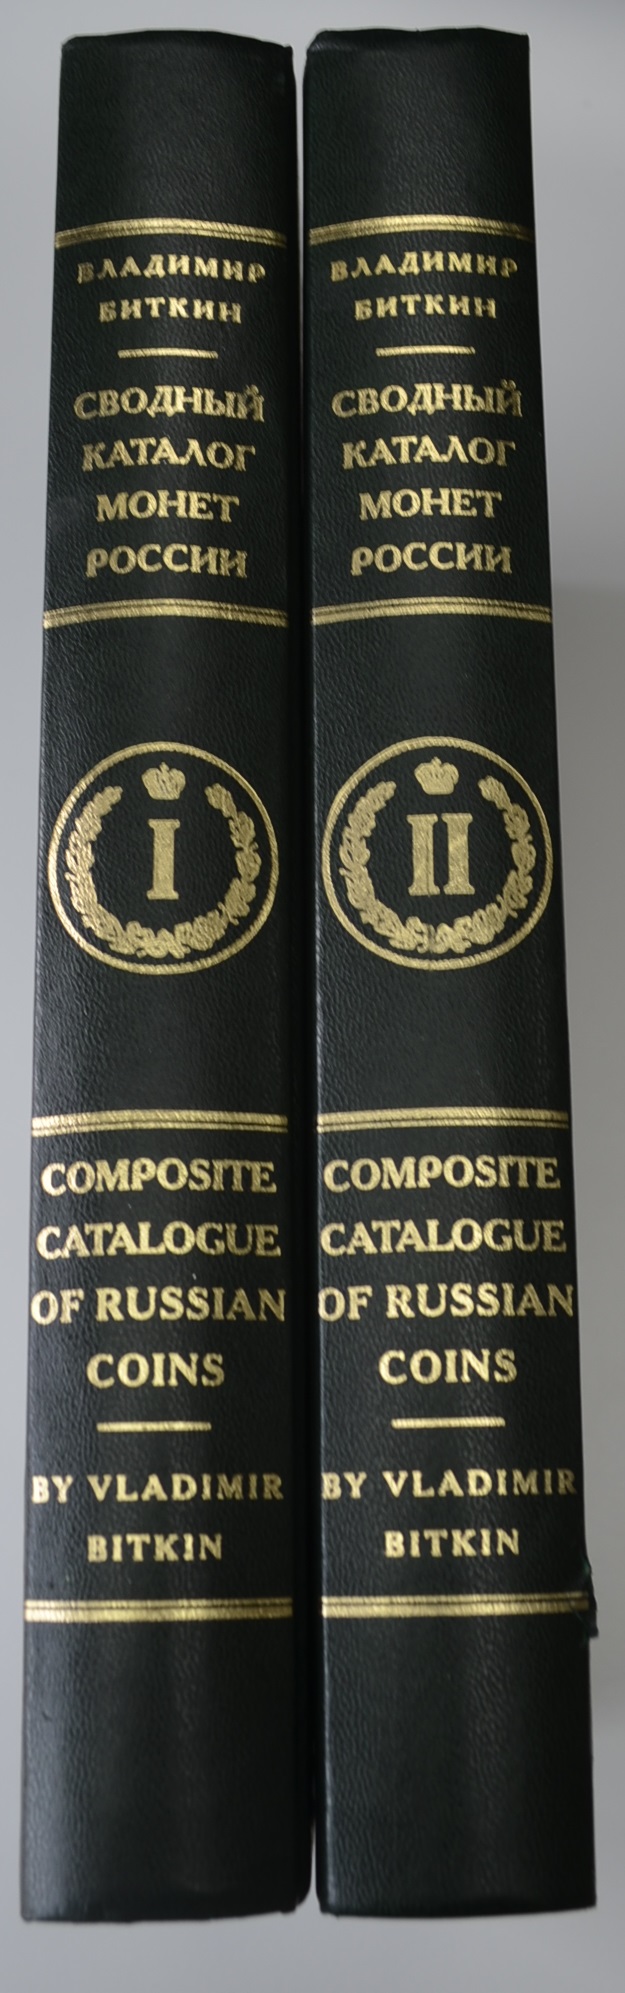 ВЛАДИМИР
БИТКИН
СВОДНЫЙ
КАТАЛОГ
МОНЕТ
РОССИИ
I
COMPOSITE
CATALOGUE
OF RUSSIAN
COINS
BY VLADIMIR
BITKIN
ВЛАДИМИР
БИТКИН
СВОДНЫЙ
КАТАЛОГ
МОНЕТ
РОССИИ
II
COMPOSITE
CATALOGUE
OF RUSSIAN
COINS
BY VLADIMIR
BITKIN